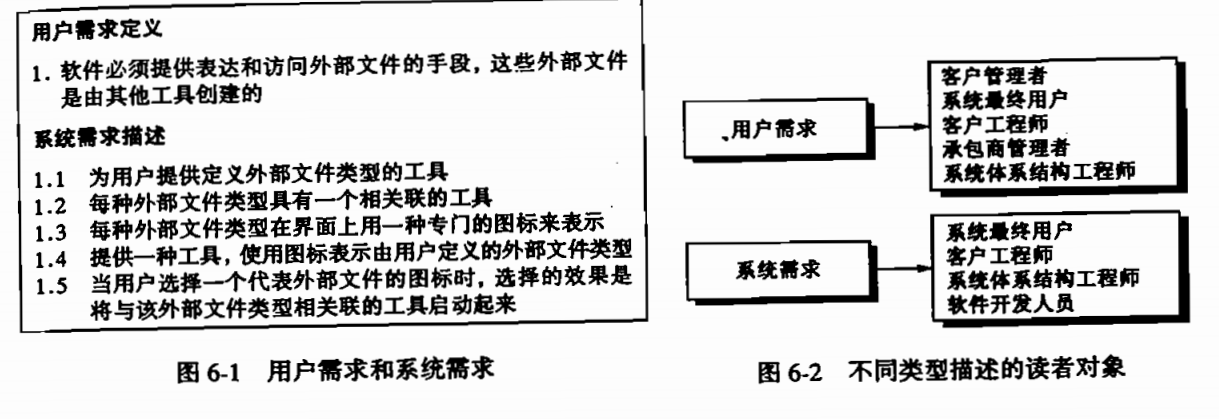 用户需求定义
1. 软件必须提供表达和访问外部文件的手段，这些外部文件
是由其他工具创建的
系统需求描述
1.1 为用户提供定义外部文件类型的工具
1.2 每种外部文件类型具有一个相关联的工具
1.3 每种外部文件类型在界面上用一种专门的图标来表示
1.4 提供一种工具，使用图标表示由用户定义的外部文件类型
1.5 当用户选择一个代表外部文件的图标时，选择的效果是
将与该外部文件类型相关联的工具启动起来
图 6-1 用户需求和系统需求
用户需求
客户管理者
系统最终用户
客户工程师
承包商管理者
系统体系结构工程师
系统需求
系统最终用户
客户工程师
系统体系结构工程师
软件开发人员
图 6-2 不同类型描述的读者对象